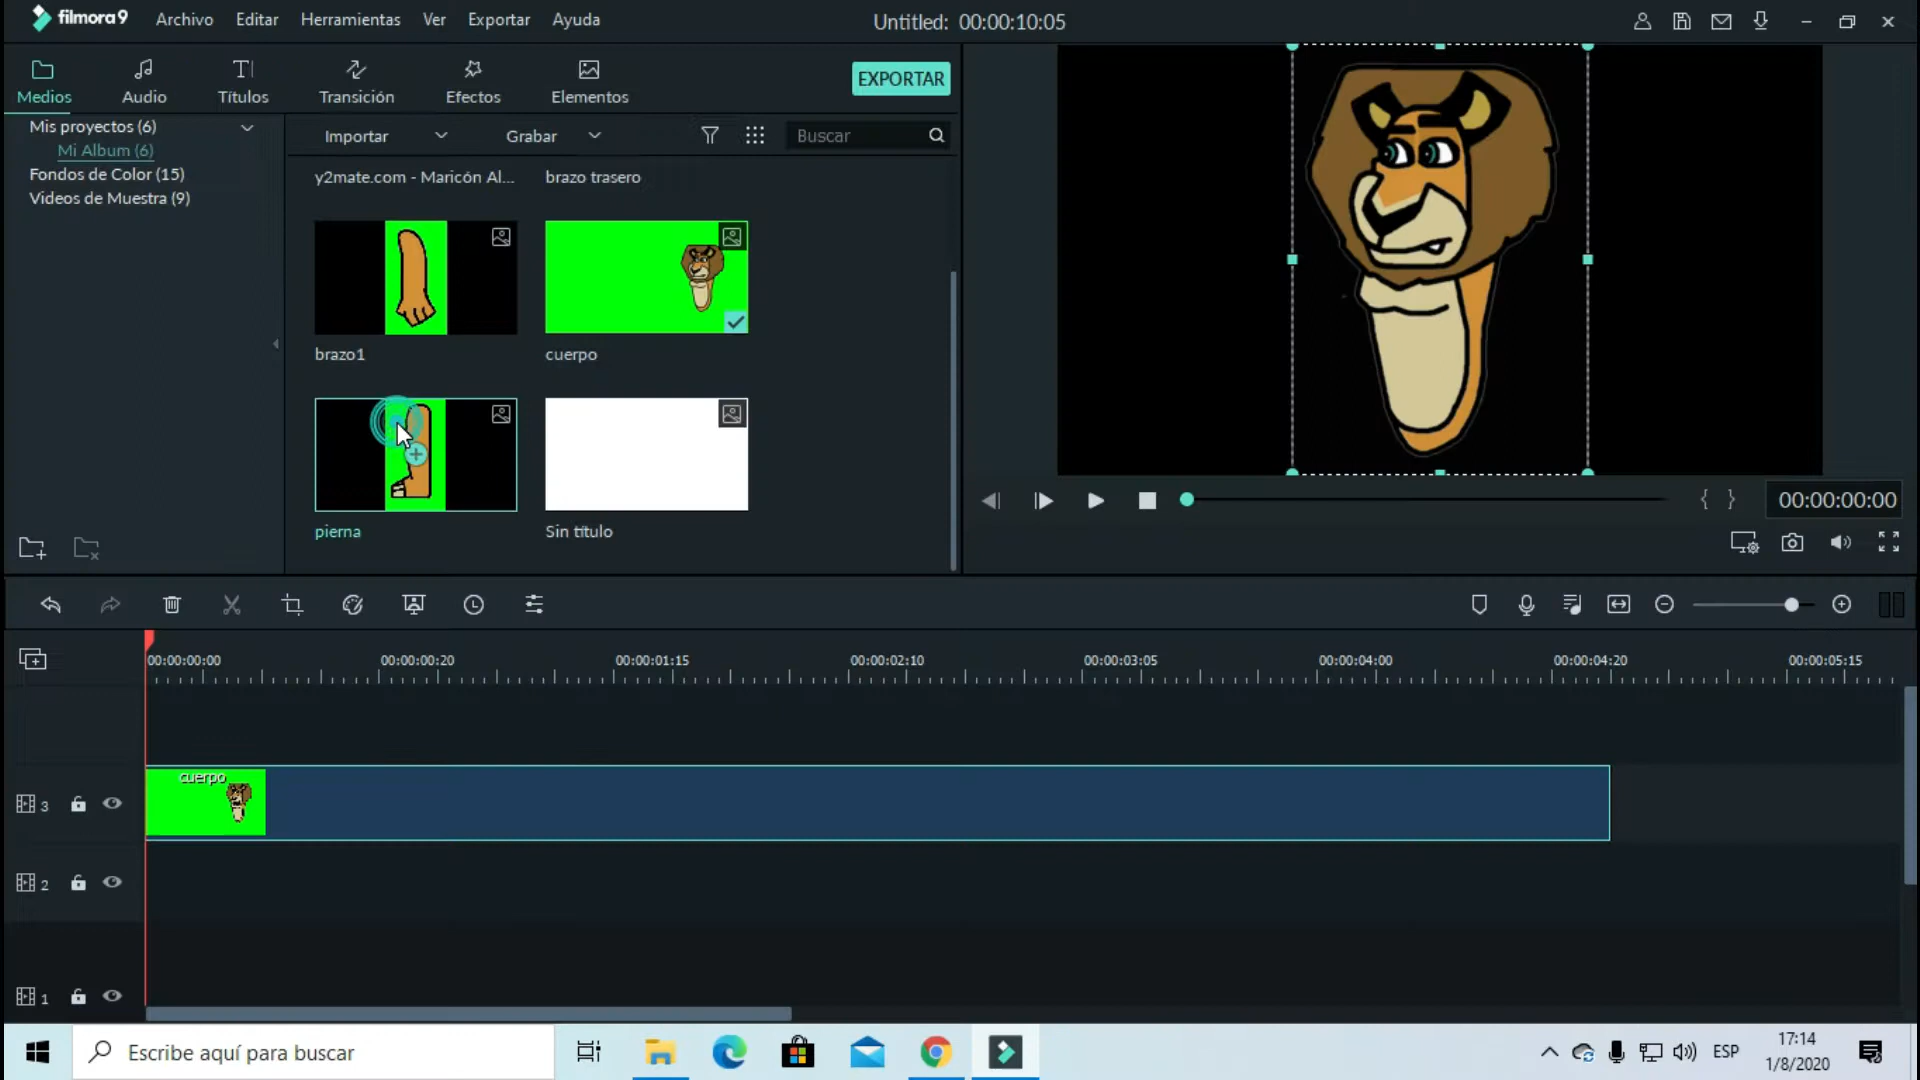 filmora9 Archivo Editar Herramientas Ver Exportar Ayuda Untitled: 00:00:10:05
Medios Audio Títulos Transición Efectos Elementos EXPORTAR
Mis proyectos (6)
Mi Album (6)
Fondos de Color (15)
Videos de Muestra (9)
Importar Grabar Buscar
y2mate.com - Maricón Al... brazo trasero
brazo1 cuerpo
pierna Sin título
{ } 00:00:00:00
00:00:00:00 00:00:00:20 00:00:01:15 00:00:02:10 00:00:03:05 00:00:04:00 00:00:04:20 00:00:05:15
cuerpo
3
2
1
Escribe aquí para buscar
ESP
17:14
1/8/2020